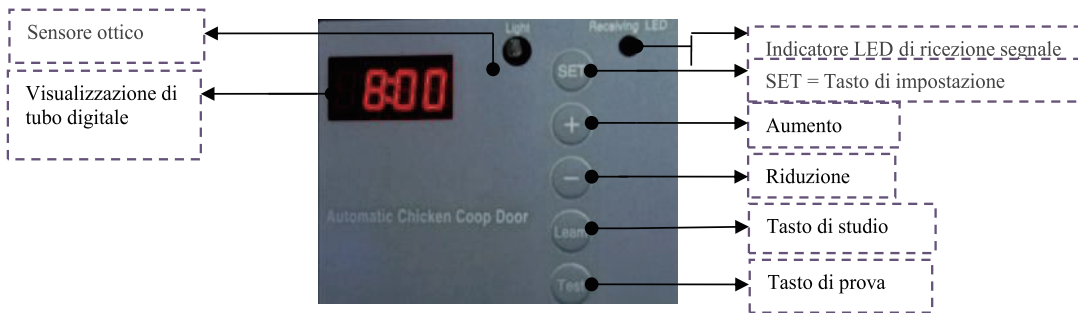 Sensore ottico
Visualizzazione di
tubo digitale
Light
Receiving LED
8:00
SET
+
−
Automatic Chicken Coop Door
Learn
Test
Indicatore LED di ricezione segnale
SET = Tasto di impostazione
Aumento
Riduzione
Tasto di studio
Tasto di prova